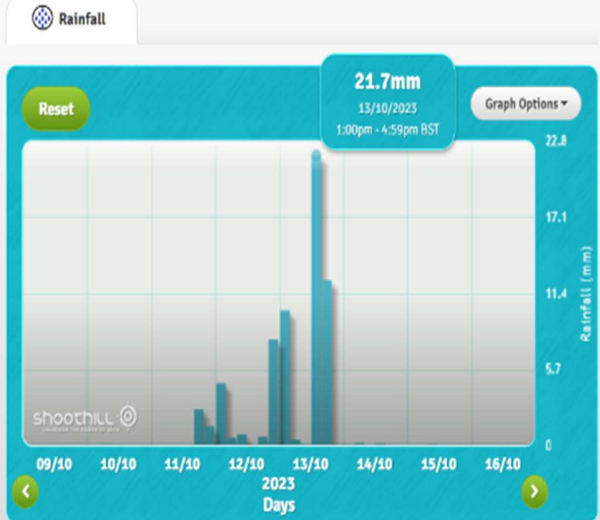 Rainfall
21.7mm
13/10/2023
1:00pm - 4:59pm BST
Reset
Graph Options
22.8
17.1
11.4
5.7
0
Rainfall (mm)
shoothill
09/10 10/10 11/10 12/10 13/10 14/10 15/10 16/10
2023
Days